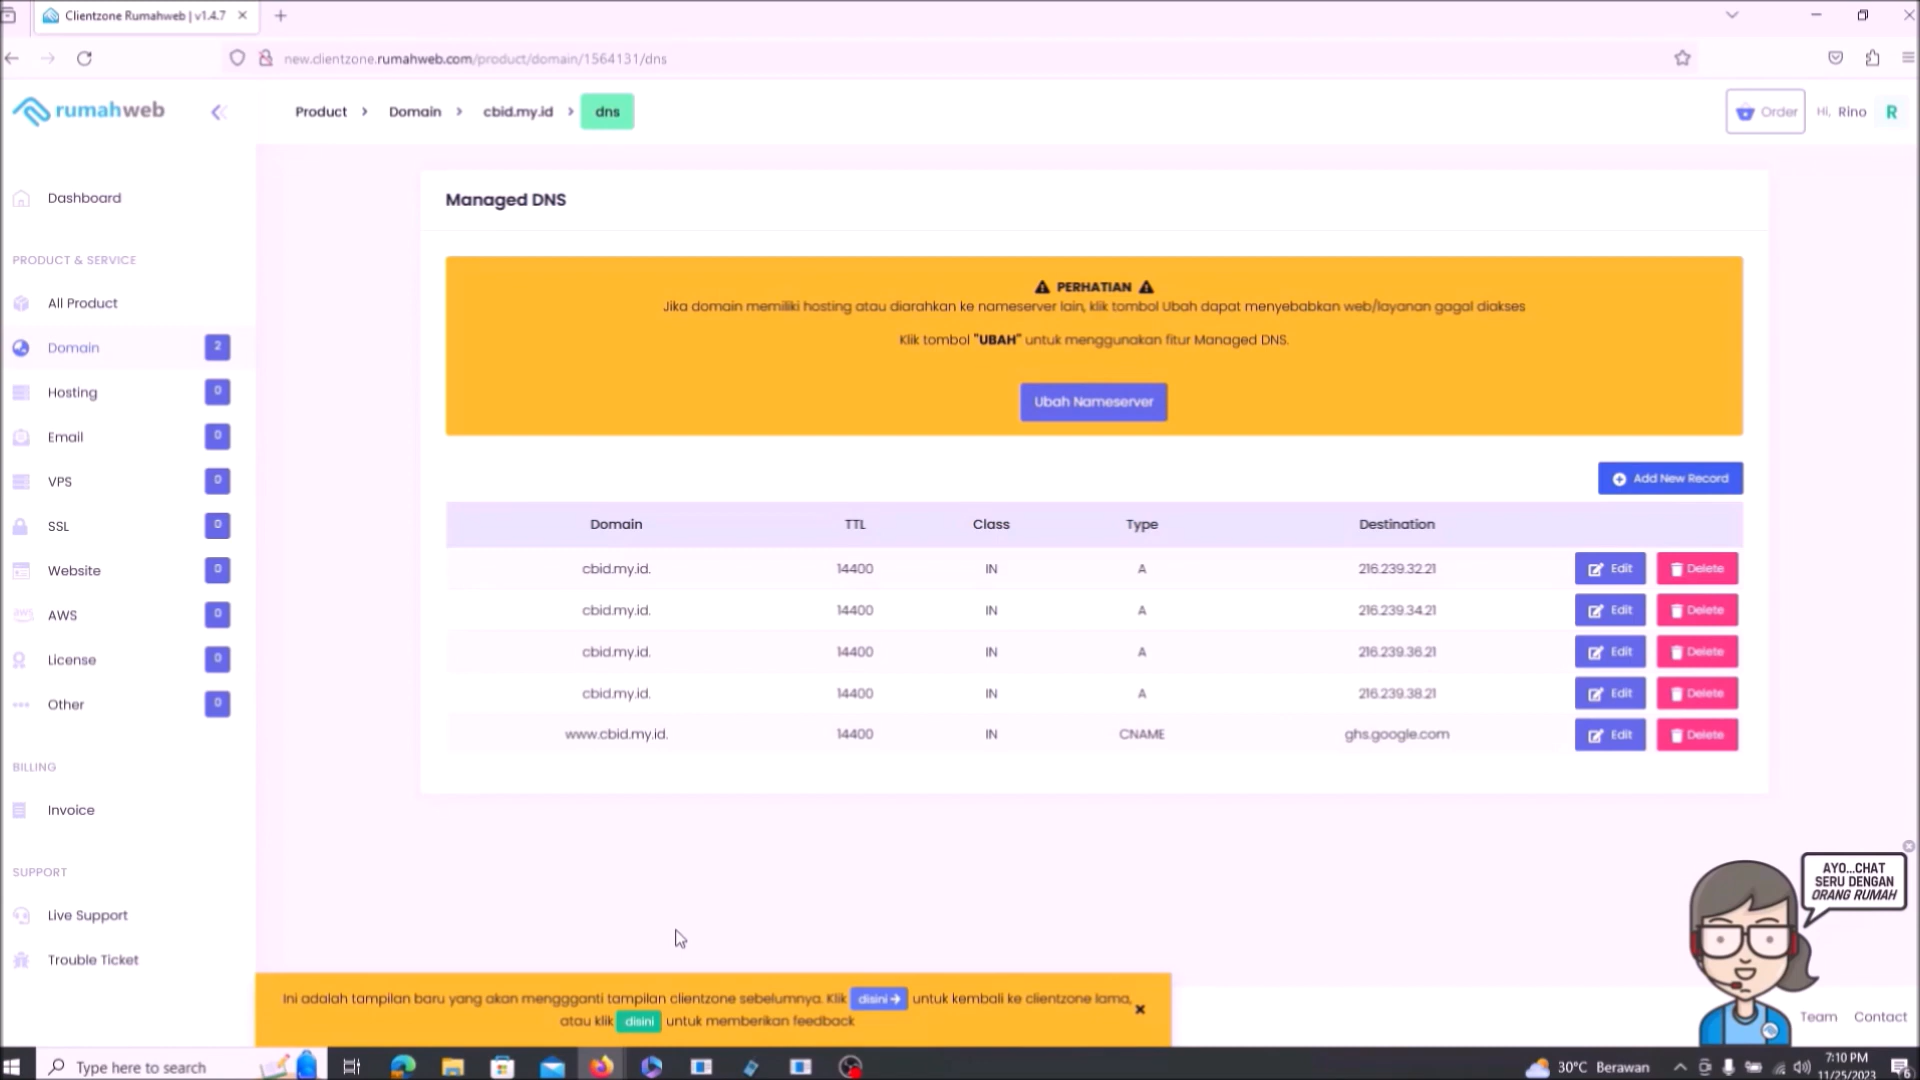 Clientzone Rumahweb | v1.4.7
new.clientzone.rumahweb.com/product/domain/1564131/dns
rumahweb
Product > Domain > cbid.my.id > dns
Order
Hi, Rino R
Dashboard
PRODUCT & SERVICE
All Product
Domain 2
Hosting 0
Email 0
VPS 0
SSL 0
Website 0
aws AWS 0
License 0
Other 0
BILLING
Invoice
SUPPORT
Live Support
Trouble Ticket
Managed DNS
PERHATIAN
Jika domain memiliki hosting atau diarahkan ke nameserver lain, klik tombol Ubah dapat menyebabkan web/layanan gagal diakses
Klik tombol "UBAH" untuk menggunakan fitur Managed DNS.
Ubah Nameserver
Add New Record
Domain TTL Class Type Destination
cbid.my.id. 14400 IN A 216.239.32.21 Edit Delete
cbid.my.id. 14400 IN A 216.239.34.21 Edit Delete
cbid.my.id. 14400 IN A 216.239.36.21 Edit Delete
cbid.my.id. 14400 IN A 216.239.38.21 Edit Delete
www.cbid.my.id. 14400 IN CNAME ghs.google.com Edit Delete
AYO...CHAT
SERU DENGAN
ORANG RUMAH
Ini adalah tampilan baru yang akan mengganti tampilan clientzone sebelumnya. Klik disini → untuk kembali ke clientzone lama,
atau klik disini untuk memberikan feedback
Team Contact
Type here to search
30°C Berawan
7:10 PM
11/25/2023
6